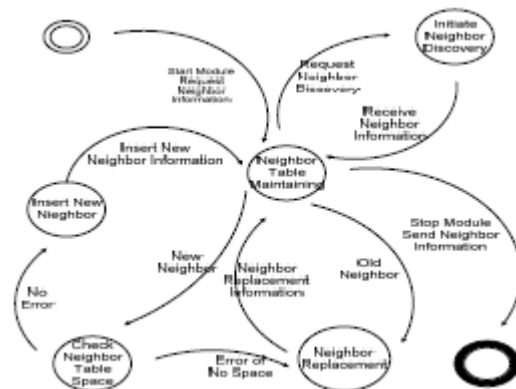 Initiate
Neighbor
Discovery
Start Module
Request
Neighbor
Information
Request
Neighbor
Discovery
Receive
Neighbor
Information
Insert New
Neighbor Information
Neighbor
Table
Maintaining
Insert New
Nieghbor
Stop Module
Send Neighbor
Information
New
Neighbor
Neighbor
Replacement
Information
Old
Neighbor
No
Error
Check
Neighbor
Table
Space
Error of
No Space
Neighbor
Replacement